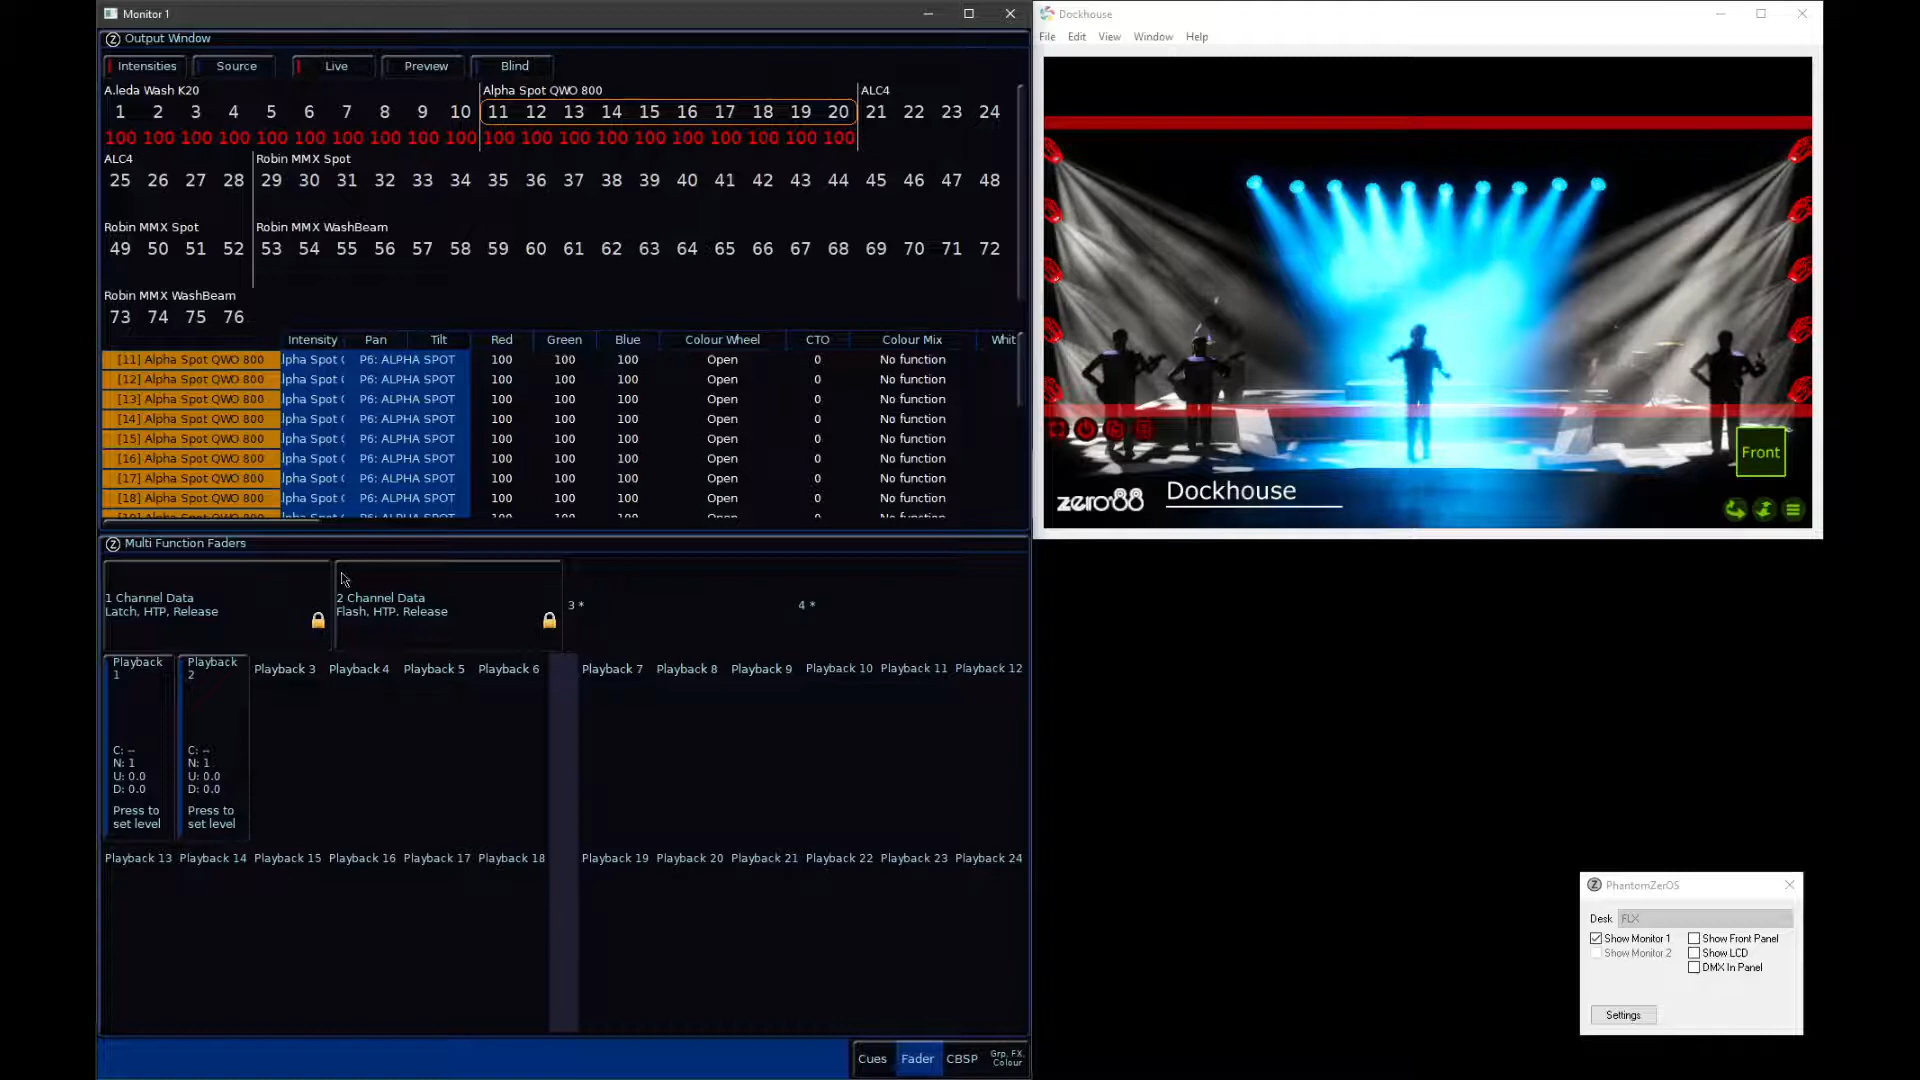 Monitor 1
Output Window
Intensities Source Live Preview Blind
A.leda Wash K20 Alpha Spot QWO 800 ALC4
1 2 3 4 5 6 7 8 9 10 11 12 13 14 15 16 17 18 19 20 21 22 23 24
100 100 100 100 100 100 100 100 100 100 100 100 100 100 100 100 100 100 100 100
ALC4 Robin MMX Spot
25 26 27 28 29 30 31 32 33 34 35 36 37 38 39 40 41 42 43 44 45 46 47 48
Robin MMX Spot Robin MMX WashBeam
49 50 51 52 53 54 55 56 57 58 59 60 61 62 63 64 65 66 67 68 69 70 71 72
Robin MMX WashBeam
73 74 75 76
Intensity Pan Tilt Red Green Blue Colour Wheel CTO Colour Mix Whit
[11] Alpha Spot QWO 800 lpha Spot ( P6: ALPHA SPOT 100 100 100 Open 0 No function
[12] Alpha Spot QWO 800 lpha Spot ( P6: ALPHA SPOT 100 100 100 Open 0 No function
[13] Alpha Spot QWO 800 lpha Spot ( P6: ALPHA SPOT 100 100 100 Open 0 No function
[14] Alpha Spot QWO 800 lpha Spot ( P6: ALPHA SPOT 100 100 100 Open 0 No function
[15] Alpha Spot QWO 800 lpha Spot ( P6: ALPHA SPOT 100 100 100 Open 0 No function
[16] Alpha Spot QWO 800 lpha Spot ( P6: ALPHA SPOT 100 100 100 Open 0 No function
[17] Alpha Spot QWO 800 lpha Spot ( P6: ALPHA SPOT 100 100 100 Open 0 No function
[18] Alpha Spot QWO 800 lpha Spot ( P6: ALPHA SPOT 100 100 100 Open 0 No function
Multi Function Faders
1 Channel Data
Latch, HTP, Release
2 Channel Data
Flash, HTP, Release
3 *
4 *
Playback 1
C: --
N: 1
U: 0.0
D: 0.0
Press to
set level
Playback 2
C: --
N: 1
U: 0.0
D: 0.0
Press to
set level
Playback 3 Playback 4 Playback 5 Playback 6 Playback 7 Playback 8 Playback 9 Playback 10 Playback 11 Playback 12
Playback 13 Playback 14 Playback 15 Playback 16 Playback 17 Playback 18 Playback 19 Playback 20 Playback 21 Playback 22 Playback 23 Playback 24
Cues Fader CBSP Grp, FX,
Colour
Dockhouse
File Edit View Window Help
Front
zero88 Dockhouse
PhantomZerOS
Desk FLX
Show Monitor 1 Show Front Panel
Show Monitor 2 Show LCD
DMX In Panel
Settings